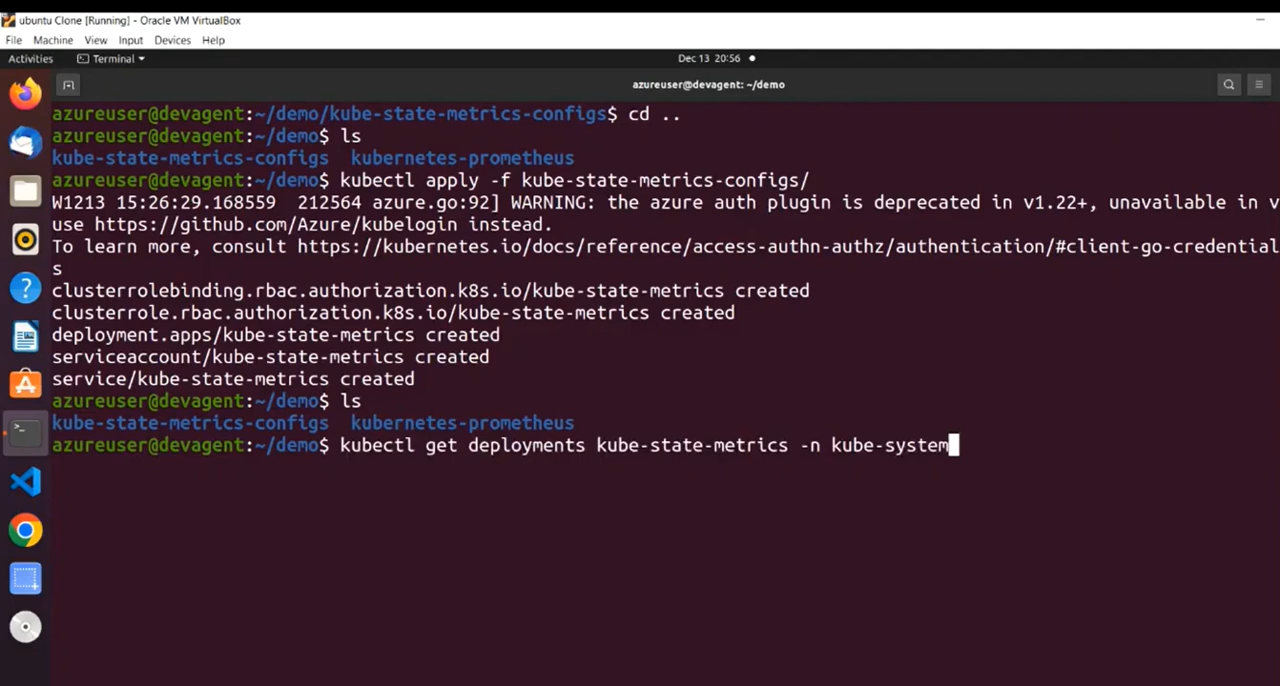 ubuntu Clone [Running] - Oracle VM VirtualBox
File Machine View Input Devices Help
Activities Terminal Dec 13 20:56
azureuser@devagent: ~/demo
azureuser@devagent:~/demo/kube-state-metrics-configs$ cd ..
azureuser@devagent:~/demo$ ls
kube-state-metrics-configs kubernetes-prometheus
azureuser@devagent:~/demo$ kubectl apply -f kube-state-metrics-configs/
W1213 15:26:29.168559 212564 azure.go:92] WARNING: the azure auth plugin is deprecated in v1.22+, unavailable in v
use https://github.com/Azure/kubelogin instead.
To learn more, consult https://kubernetes.io/docs/reference/access-authn-authz/authentication/#client-go-credential
s
clusterrolebinding.rbac.authorization.k8s.io/kube-state-metrics created
clusterrole.rbac.authorization.k8s.io/kube-state-metrics created
deployment.apps/kube-state-metrics created
serviceaccount/kube-state-metrics created
service/kube-state-metrics created
azureuser@devagent:~/demo$ ls
kube-state-metrics-configs kubernetes-prometheus
azureuser@devagent:~/demo$ kubectl get deployments kube-state-metrics -n kube-system